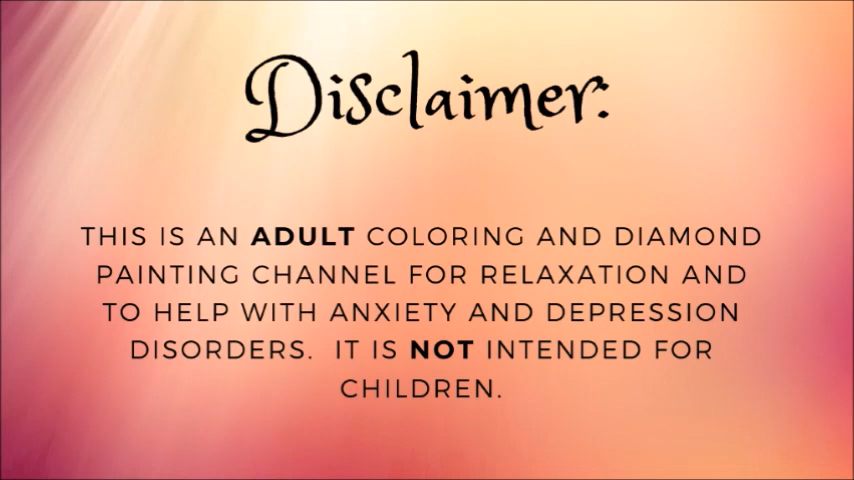 Disclaimer:
THIS IS AN ADULT COLORING AND DIAMOND
PAINTING CHANNEL FOR RELAXATION AND
TO HELP WITH ANXIETY AND DEPRESSION
DISORDERS.  IT IS NOT INTENDED FOR
CHILDREN.